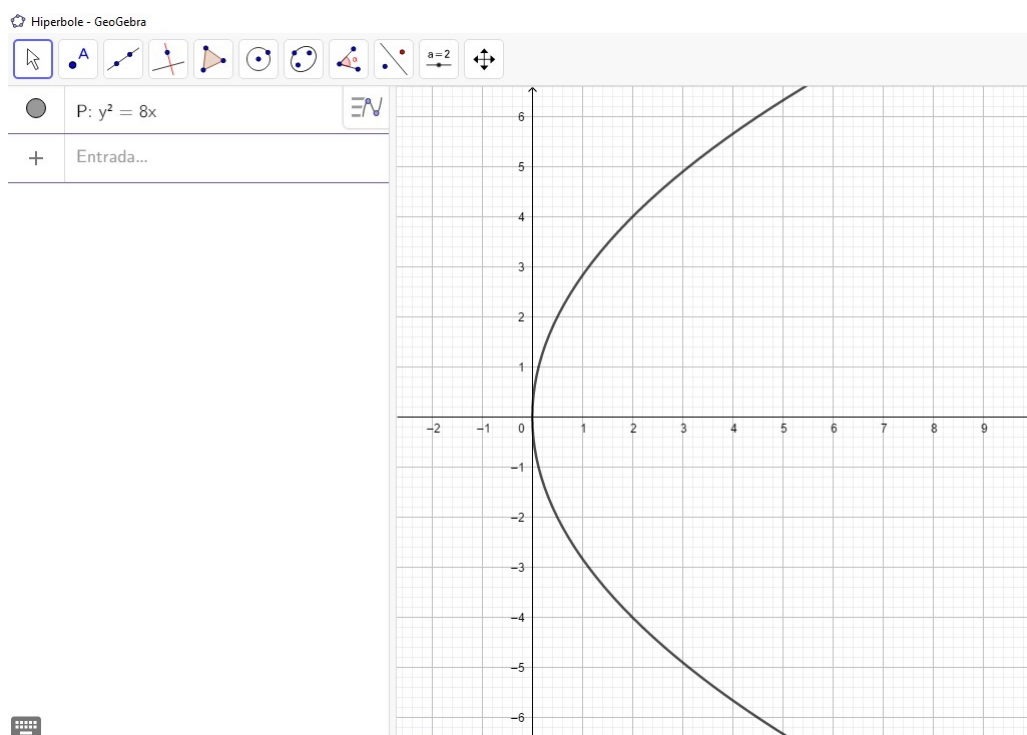 Hiperbole - GeoGebra
A
α
a=2
P: y² = 8x
Entrada...
6
5
4
3
2
1
−2 −1 0 1 2 3 4 5 6 7 8 9
−1
−2
−3
−4
−5
−6